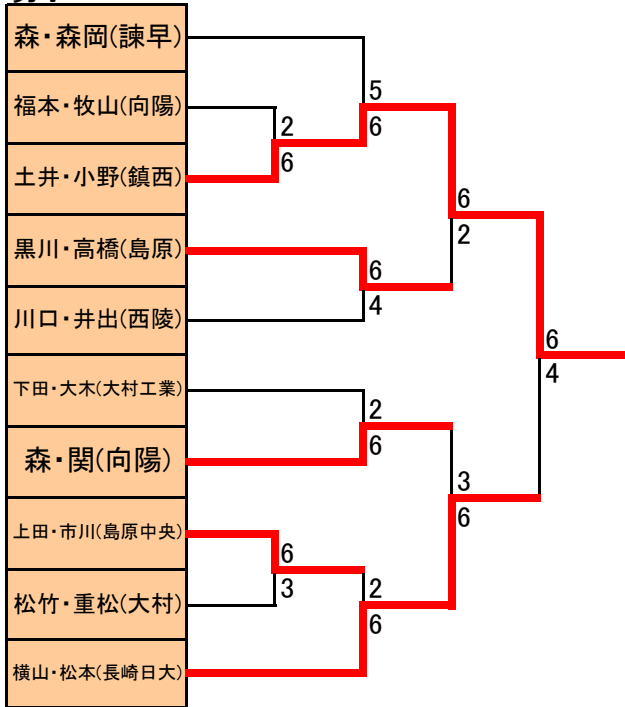 森・森岡(諫早)
5
福本・牧山(向陽)
2
6
6
土井・小野(鎮西)
6
2
黒川・高橋(島原)
6
4
川口・井出(西陵)
6
4
下田・大木(大村工業)
2
6
森・関(向陽)
3
6
上田・市川(島原中央)
6
3
2
松竹・重松(大村)
6
横山・松本(長崎日大)